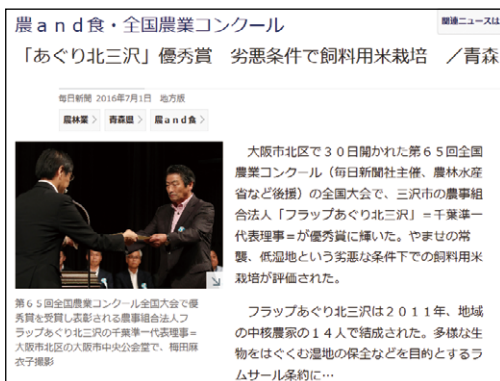 農ａｎｄ食・全国農業コンクール
関連ニュースは
「あぐり北三沢」優秀賞　劣悪条件で飼料用米栽培　／青森
毎日新聞 2016年7月1日　地方版
農林業
青森県
農ａｎｄ食
第６５回全国農業コンクール全国大会で優
秀賞を受賞し表彰される農事組合法人フ
ラップあぐり北三沢の千葉準一代表理事＝
大阪市北区の大阪市中央公会堂で、梅田麻
衣子撮影
大阪市北区で３０日開かれた第６５回全国
農業コンクール（毎日新聞社主催、農林水産
省など後援）の全国大会で、三沢市の農事組
合法人「フラップあぐり北三沢」＝千葉準一
代表理事＝が優秀賞に輝いた。やませの常
襲、低湿地という劣悪な条件下での飼料用米
栽培が評価された。
フラップあぐり北三沢は２０１１年、地域
の中核農家の１４人で結成された。多様な生
物をはぐくむ湿地の保全などを目的とするラ
ムサール条約に…